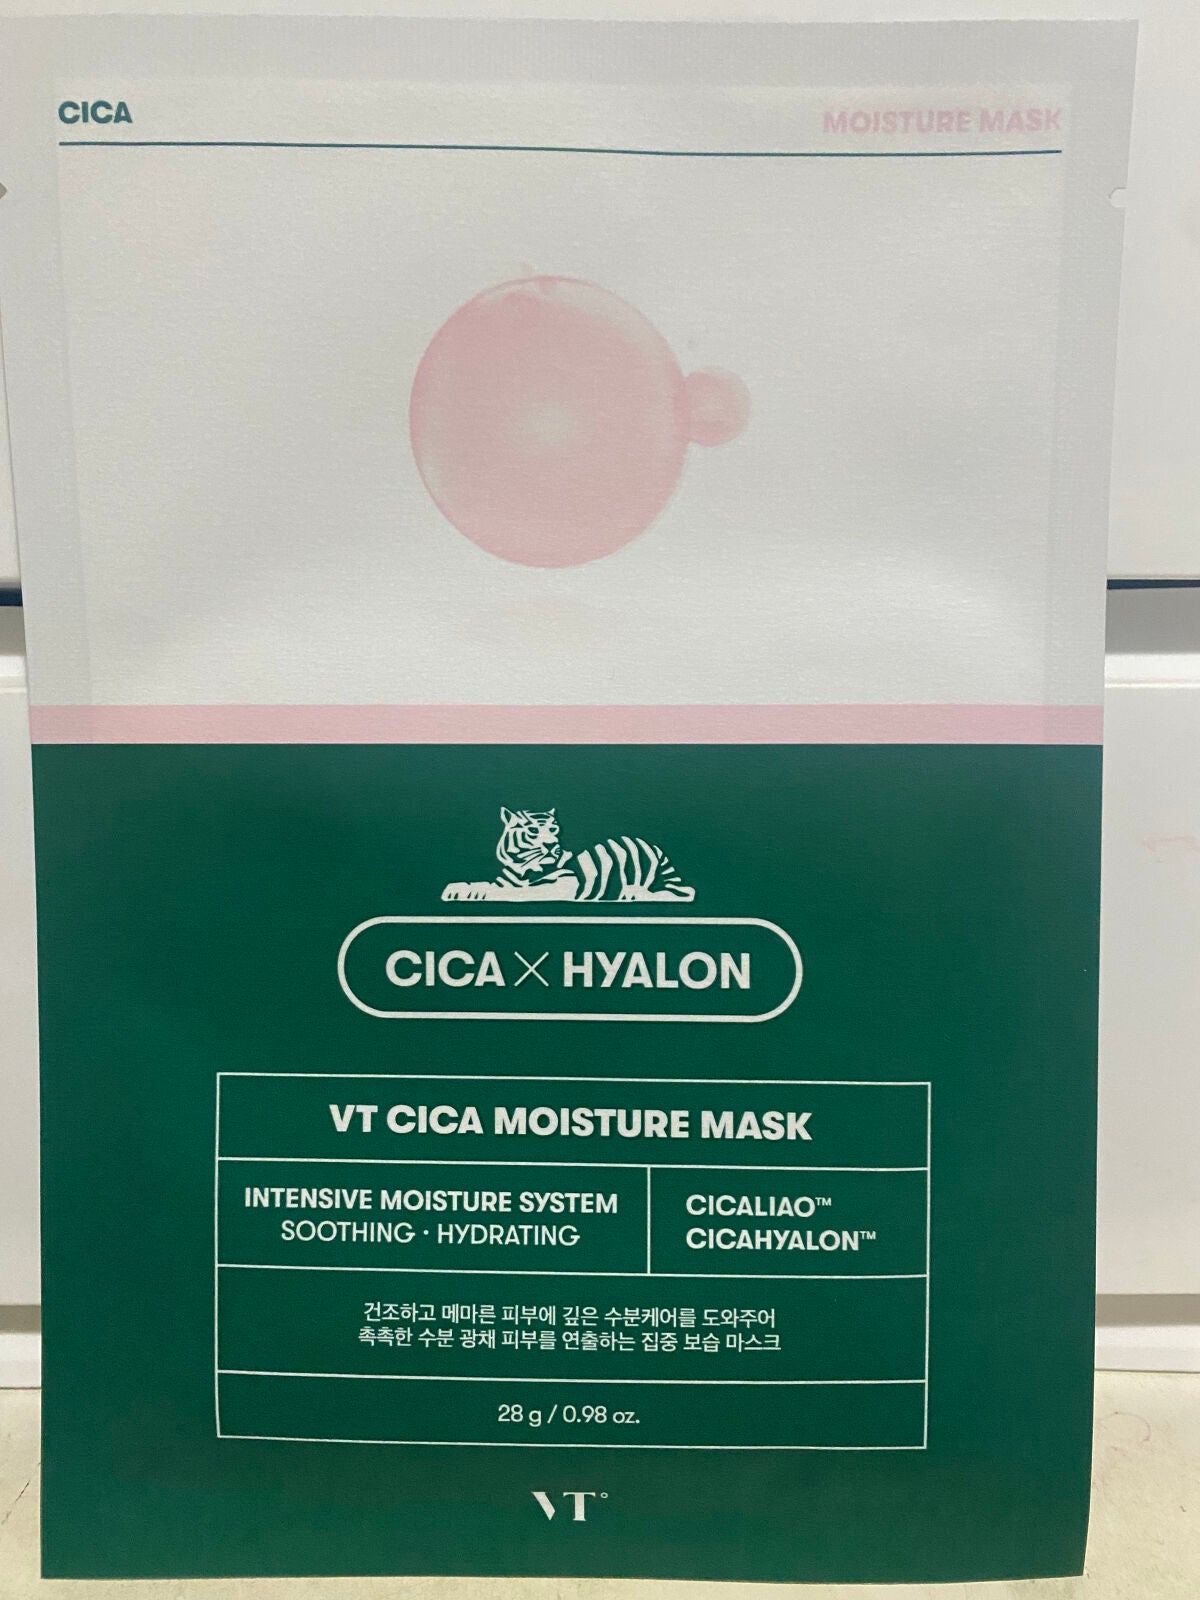 CICA
MOISTURE MASK
CICA X HYALON
VT CICA MOISTURE MASK
INTENSIVE MOISTURE SYSTEM
SOOTHING · HYDRATING
CICALIAO™
CICAHYALON™
건조하고 메마른 피부에 깊은 수분케어를 도와주어
촉촉한 수분 광채 피부를 연출하는 집중 보습 마스크
28 g / 0.98 oz.
VT°